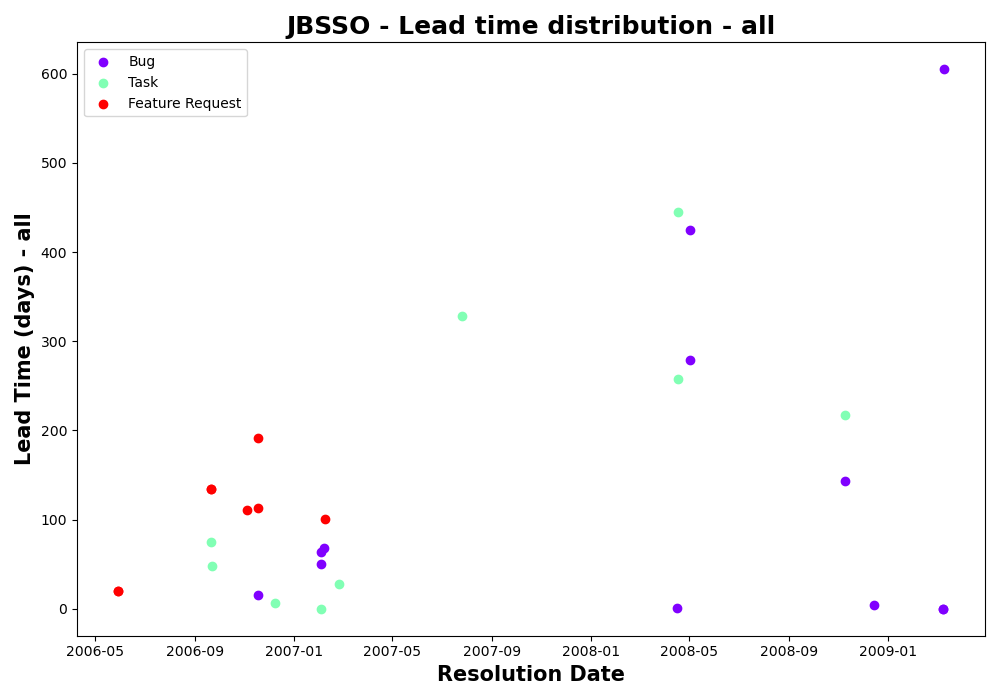 JBSSO - Lead time distribution - all
Bug
Task
Feature Request
Lead Time (days) - all
600
500
400
300
200
100
0
2006-05 2006-09 2007-01 2007-05 2007-09 2008-01 2008-05 2008-09 2009-01
Resolution Date